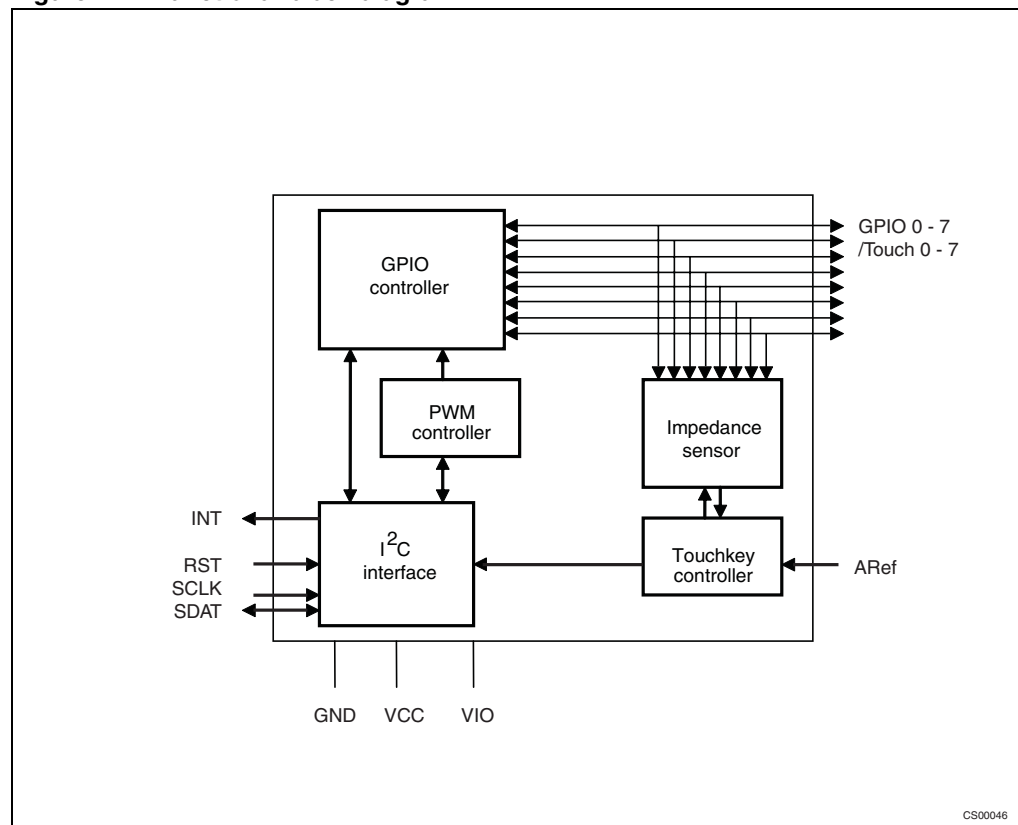 GPIO
controller
GPIO 0 - 7
/Touch 0 - 7
PWM
controller
Impedance
sensor
INT
RST
SCLK
SDAT
I2C
interface
Touchkey
controller
ARef
GND VCC VIO
CS00046